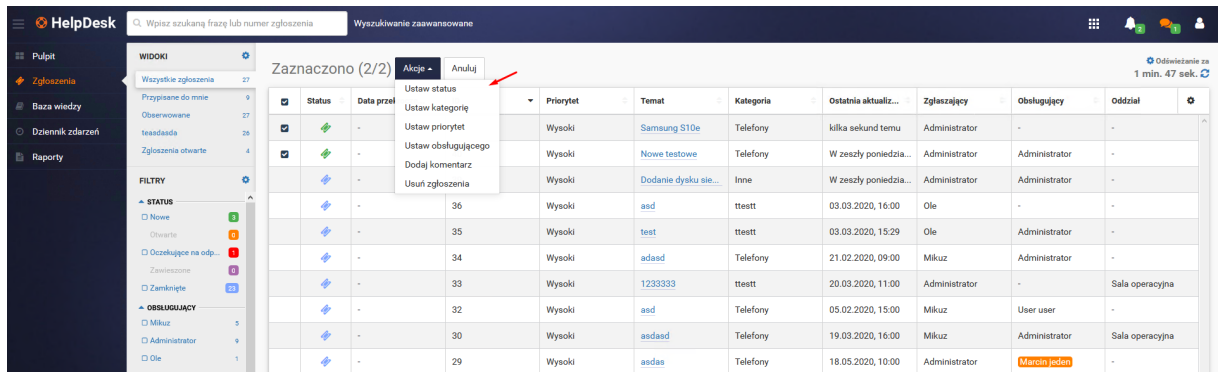 HelpDesk
Wpisz szukaną frazę lub numer zgłoszenia
Wyszukiwanie zaawansowane
2
1
Pulpit
Zgłoszenia
Baza wiedzy
Dziennik zdarzeń
Raporty
WIDOKI
Wszystkie zgłoszenia 27
Przypisane do mnie 9
Obserwowane 27
teasdasda 26
Zgłoszenia otwarte 4
FILTRY
STATUS
Nowe 3
Otwarte 0
Oczekujące na odp... 1
Zawieszone 0
Zamknięte 23
OBSŁUGUJĄCY
Mikuz 5
Administrator 9
Ole 1
Zaznaczono (2/2) Akcje Anuluj
Odświeżanie za
1 min. 47 sek.
Ustaw status
Ustaw kategorię
Ustaw priorytet
Ustaw obsługującego
Dodaj komentarz
Usuń zgłoszenia
Status Data przek Priorytet Temat Kategoria Ostatnia aktualiz... Zgłaszający Obsługujący Oddział
- Wysoki Samsung S10e Telefony kilka sekund temu Administrator - -
- Wysoki Nowe testowe Telefony W zeszły poniedzia... Administrator Administrator -
- Wysoki Dodanie dysku sie... Inne W zeszły poniedzia... Administrator Administrator -
- 36 Wysoki asd ttestt 03.03.2020, 16:00 Ole Administrator -
- 35 Wysoki test ttestt 03.03.2020, 15:29 Ole Administrator -
- 34 Wysoki adasd Telefony 21.02.2020, 09:00 Mikuz Administrator -
- 33 Wysoki 1233333 ttestt 20.03.2020, 11:00 Administrator - Sala operacyjna
- 32 Wysoki asd Telefony 05.02.2020, 15:00 Mikuz User user -
- 30 Wysoki asdasd Telefony 19.03.2020, 16:00 Mikuz Administrator Sala operacyjna
- 29 Wysoki asdas Telefony 18.05.2020, 10:00 Administrator Marcin jeden -